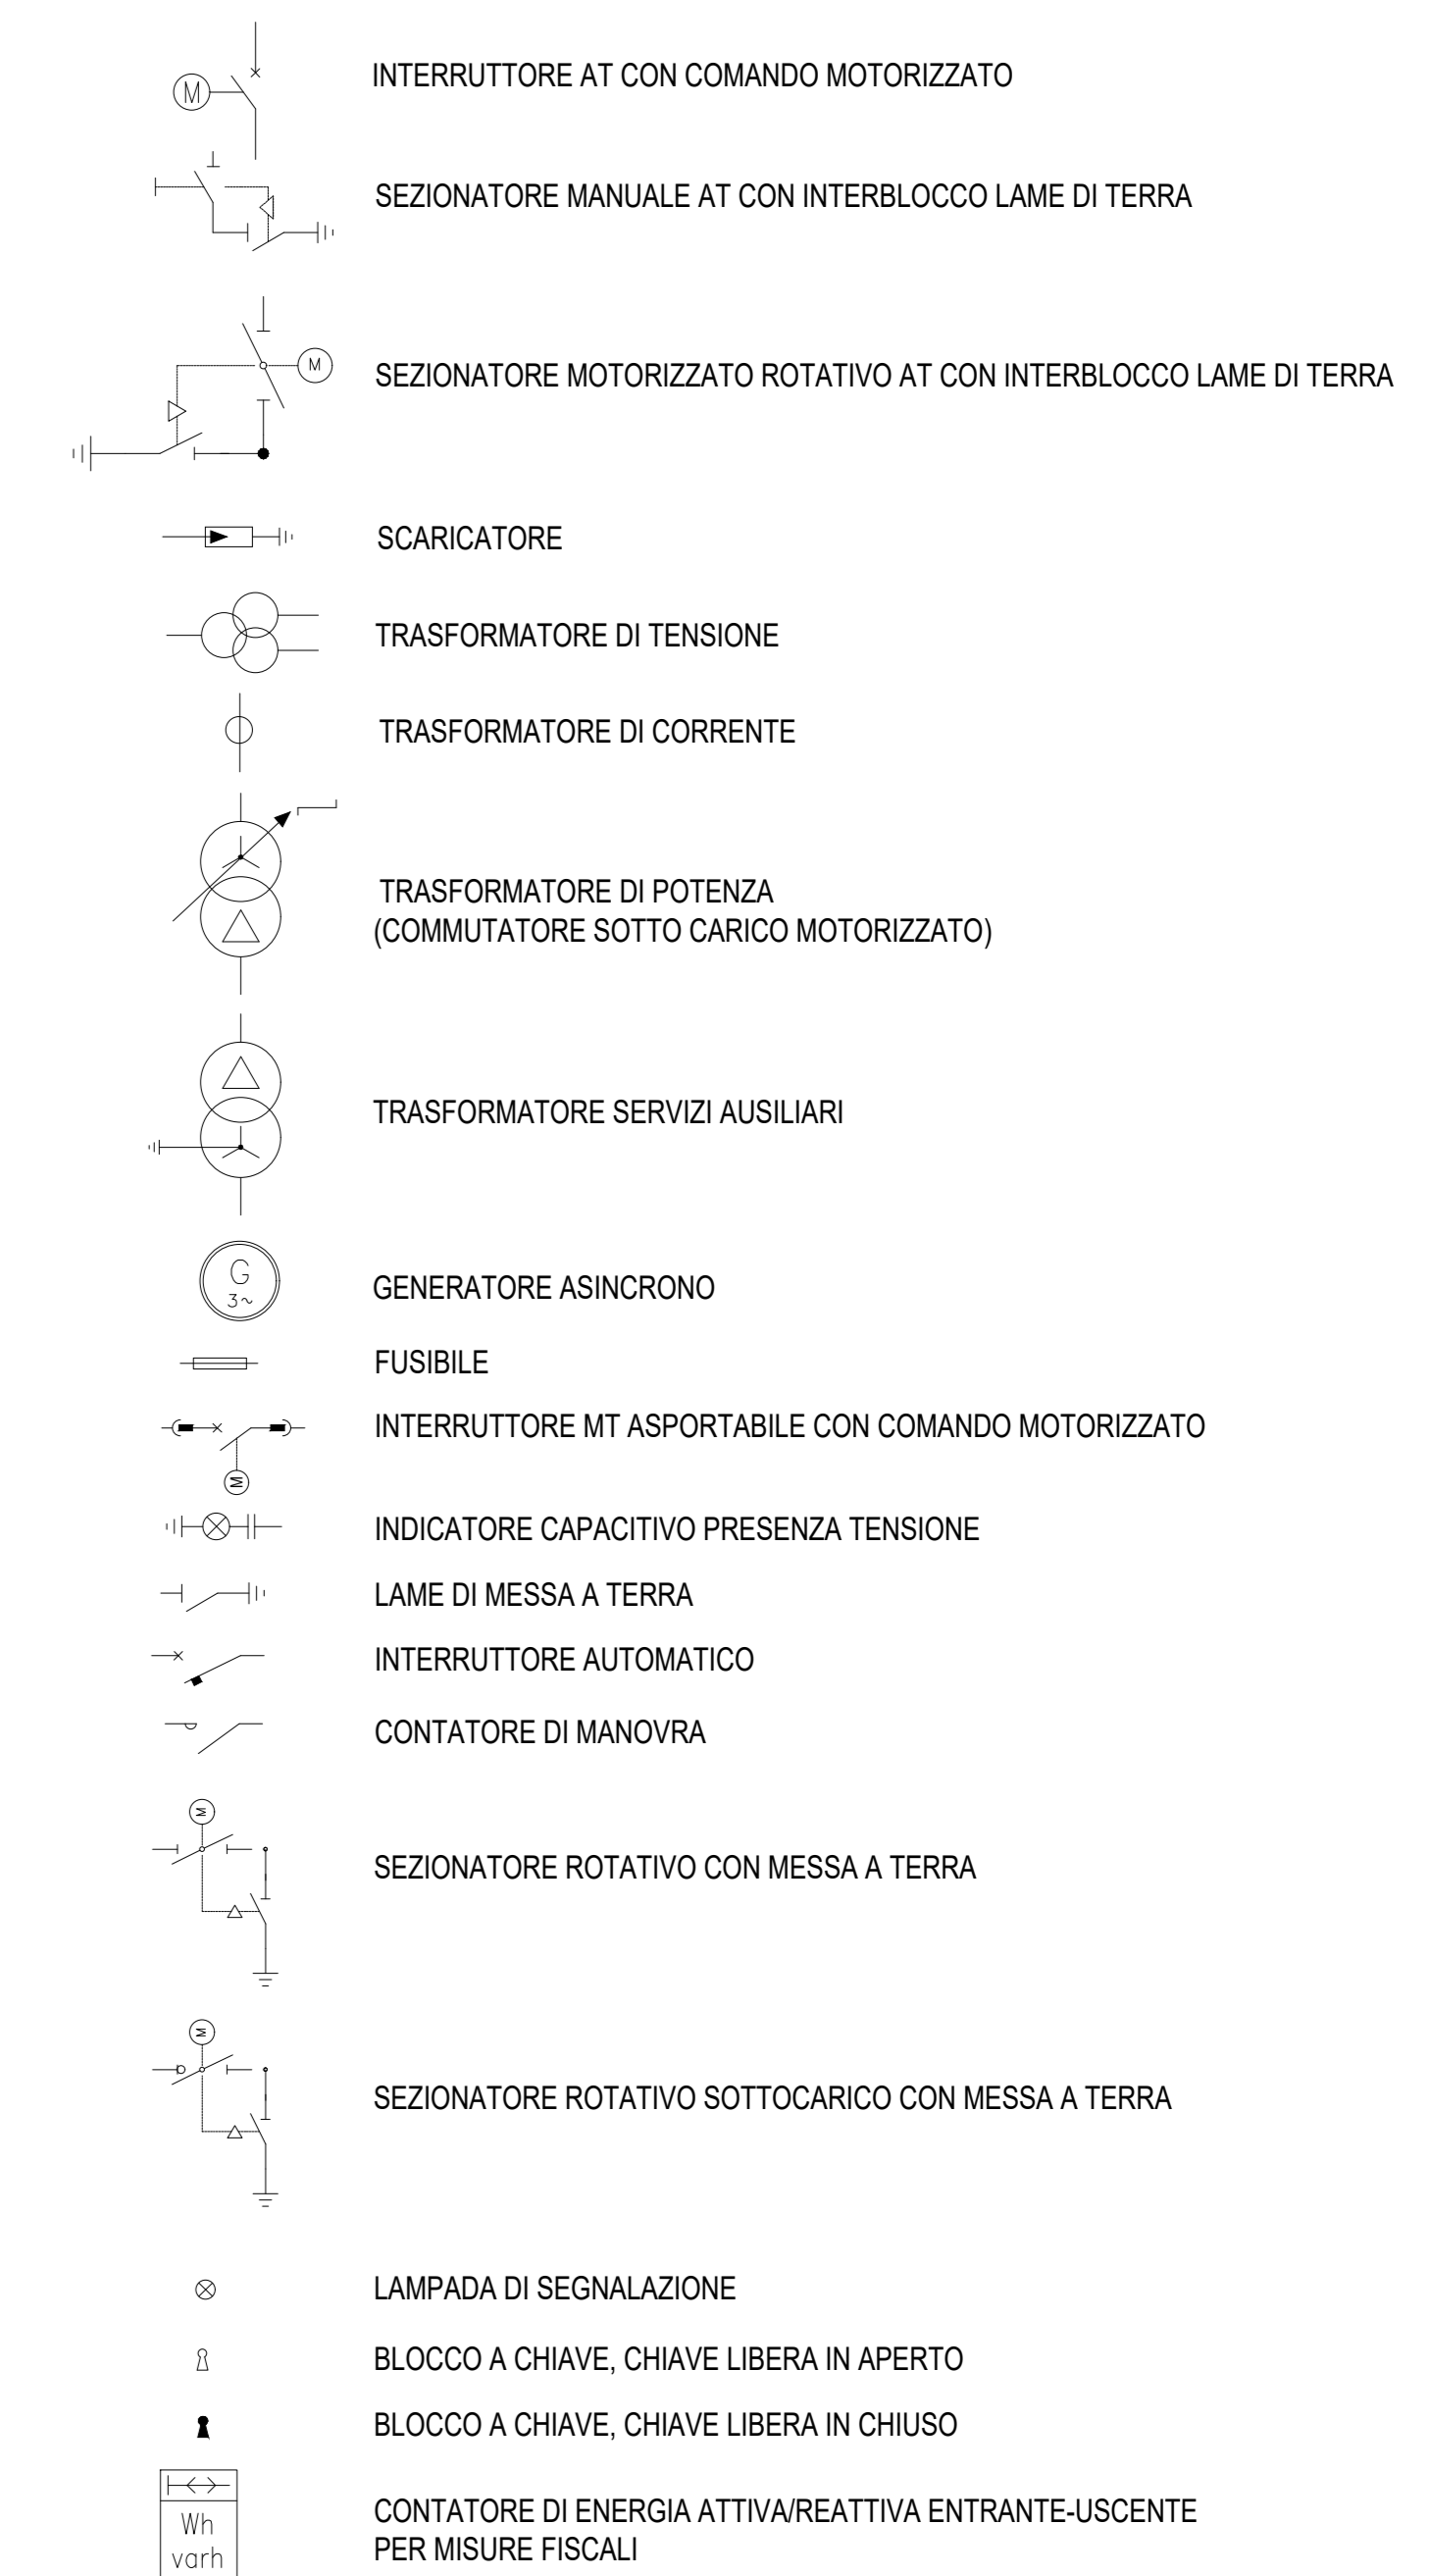 M
INTERRUTTORE AT CON COMANDO MOTORIZZATO
SEZIONATORE MANUALE AT CON INTERBLOCCO LAME DI TERRA
M
SEZIONATORE MOTORIZZATO ROTATIVO AT CON INTERBLOCCO LAME DI TERRA
SCARICATORE
TRASFORMATORE DI TENSIONE
TRASFORMATORE DI CORRENTE
TRASFORMATORE DI POTENZA
(COMMUTATORE SOTTO CARICO MOTORIZZATO)
TRASFORMATORE SERVIZI AUSILIARI
G
3~
GENERATORE ASINCRONO
FUSIBILE
INTERRUTTORE MT ASPORTABILE CON COMANDO MOTORIZZATO
M
INDICATORE CAPACITIVO PRESENZA TENSIONE
LAME DI MESSA A TERRA
INTERRUTTORE AUTOMATICO
CONTATORE DI MANOVRA
M
SEZIONATORE ROTATIVO CON MESSA A TERRA
M
SEZIONATORE ROTATIVO SOTTOCARICO CON MESSA A TERRA
LAMPADA DI SEGNALAZIONE
BLOCCO A CHIAVE, CHIAVE LIBERA IN APERTO
BLOCCO A CHIAVE, CHIAVE LIBERA IN CHIUSO
Wh
varh
CONTATORE DI ENERGIA ATTIVA/REATTIVA ENTRANTE-USCENTE
PER MISURE FISCALI